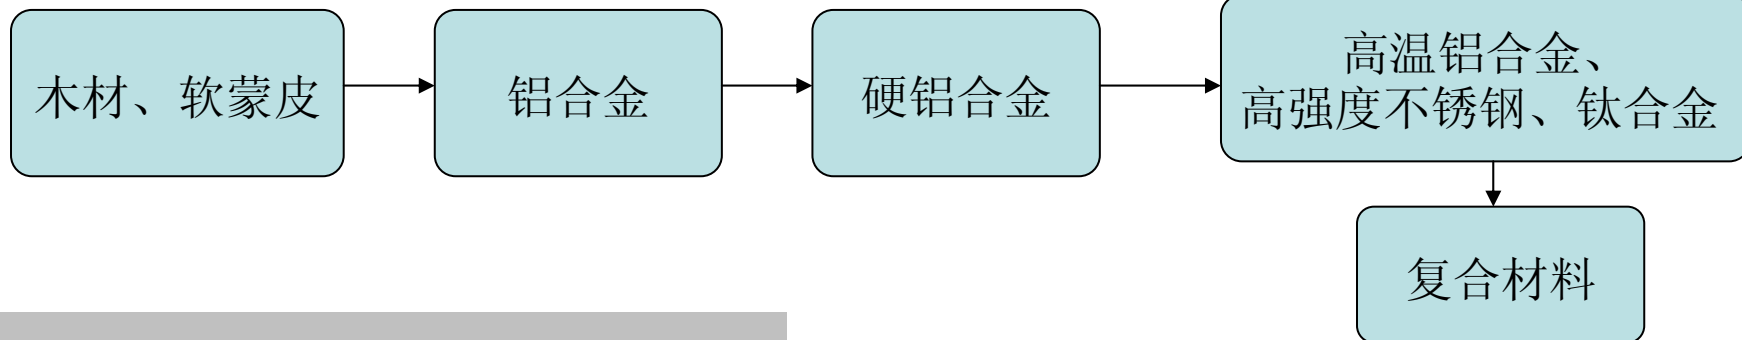 木材、软蒙皮
铝合金
硬铝合金
高温铝合金、
高强度不锈钢、钛合金
复合材料